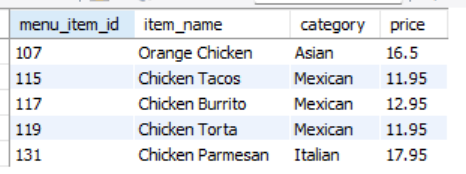 menu_item_id item_name category price
107 Orange Chicken Asian 16.5
115 Chicken Tacos Mexican 11.95
117 Chicken Burrito Mexican 12.95
119 Chicken Torta Mexican 11.95
131 Chicken Parmesan Italian 17.95